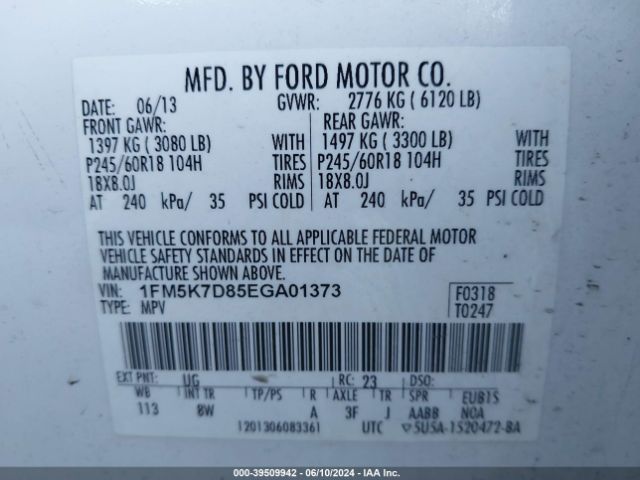 MFD. BY FORD MOTOR CO.
DATE: 06/13 GVWR: 2776 KG ( 6120 LB)
FRONT GAWR: REAR GAWR:
1397 KG ( 3080 LB) WITH 1497 KG ( 3300 LB) WITH
P245/60R18 104H TIRES P245/60R18 104H TIRES
18X8.0J RIMS 18X8.0J RIMS
AT 240 kPa/ 35 PSI COLD AT 240 kPa/ 35 PSI COLD
THIS VEHICLE CONFORMS TO ALL APPLICABLE FEDERAL MOTOR
VEHICLE SAFETY STANDARDS IN EFFECT ON THE DATE OF
MANUFACTURE SHOWN ABOVE.
VIN: 1FM5K7D85EGA01373 F0318
TYPE: MPV T0247
EXT PNT: UG RC: 23 DSO:
WB INT TR TP/PS R AXLE TR SPR EUB1S
113 8W A 3F J AABB NOA
1201306083361 UTC ▽5U5A-1520472-BA
000-39509942 - 06/10/2024 - IAA Inc.